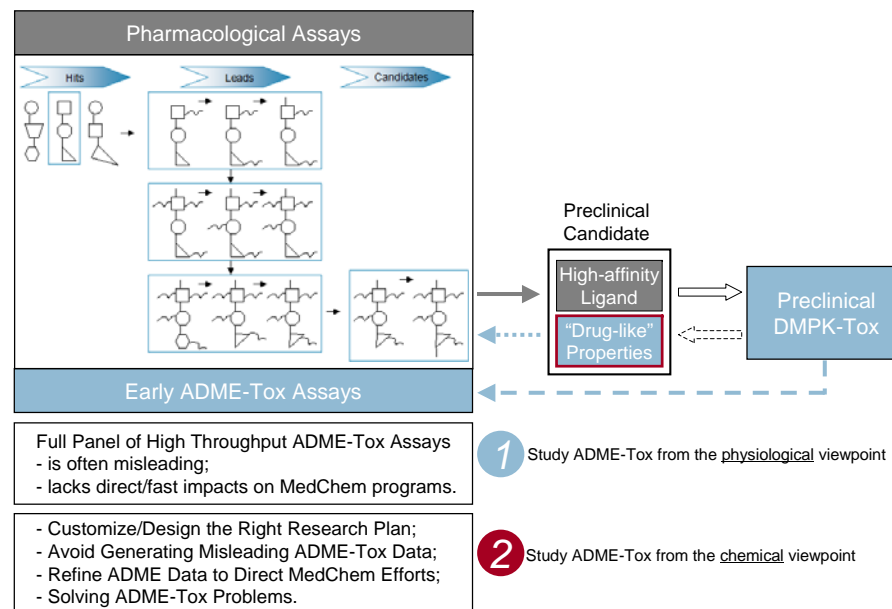 Pharmacological Assays
Hits
Leads
Candidates
Preclinical
Candidate
High-affinity
Ligand
“Drug-like”
Properties
Preclinical
DMPK-Tox
Early ADME-Tox Assays
Full Panel of High Throughput ADME-Tox Assays
- is often misleading;
- lacks direct/fast impacts on MedChem programs.
1 Study ADME-Tox from the physiological viewpoint
- Customize/Design the Right Research Plan;
- Avoid Generating Misleading ADME-Tox Data;
- Refine ADME Data to Direct MedChem Efforts;
- Solving ADME-Tox Problems.
2 Study ADME-Tox from the chemical viewpoint